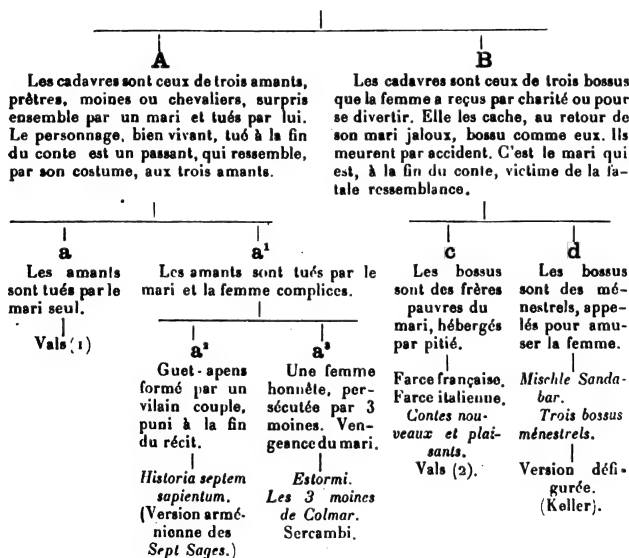 A
Les cadavres sont ceux de trois amants,
prêtres, moines ou chevaliers, surpris
ensemble par un mari et tués par lui.
Le personnage, bien vivant, tué à la fin
du conte est un passant, qui ressemble,
par son costume, aux trois amants.
B
Les cadavres sont ceux de trois bossus
que la femme a reçus par charité ou pour
se divertir. Elle les cache, au retour de
son mari jaloux, bossu comme eux. Ils
meurent par accident. C'est le mari qui
est, à la fin du conte, victime de la fa-
tale ressemblance.
a
Les amants
sont tués par le
mari seul.
Vals (1)
a¹
Les amants sont tués par le
mari et la femme complices.
a²
Guet-apens
formé par un
vilain couple,
puni à la fin
du récit.
Historia septem
sapientum.
(Version armé-
nienne des
Sept Sages.)
a³
Une femme
honnête, per-
sécutée par 3
moines. Ven-
geance du mari.
Estormi.
Les 3 moines
de Colmar.
Sercambi.
c
Les bossus
sont des frères
pauvres du
mari, hébergés
par pitié.
Farce française.
Farce italienne.
Contes nou-
veaux et plai-
sants.
Vals (2).
d
Les bossus
sont des mé-
nestrels, appe-
lés pour amu-
ser la femme.
Mischle Sanda-
bar.
Trois bossus
ménestrels.
Version défi-
gurée.
(Keller).